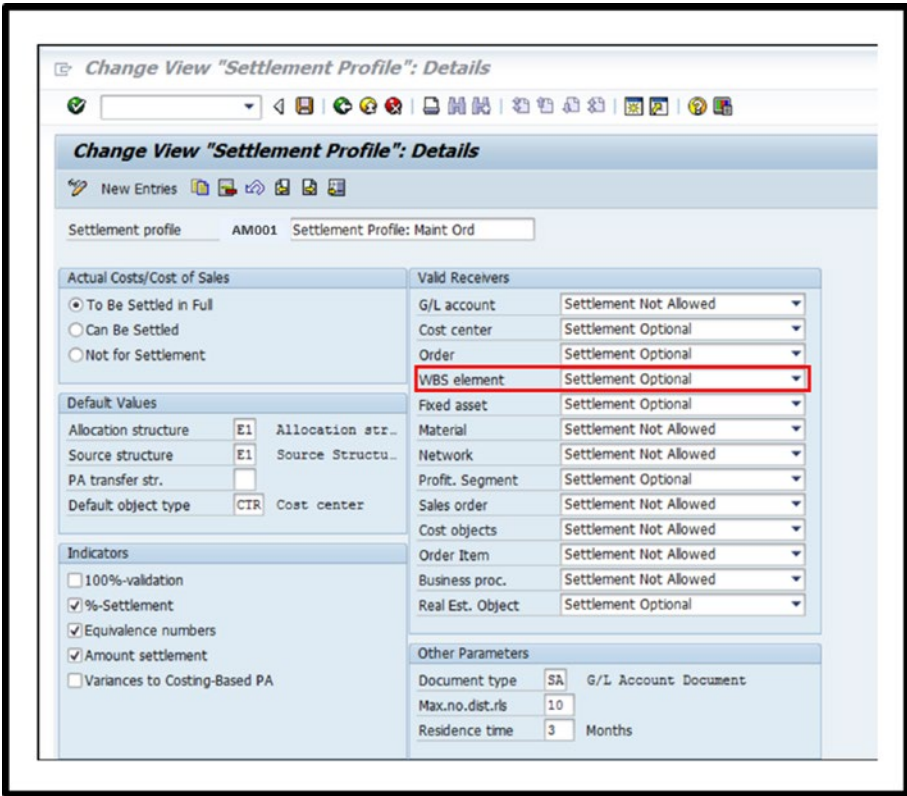 Change View "Settlement Profile": Details
Change View "Settlement Profile": Details
New Entries
Settlement profile AM001 Settlement Profile: Maint Ord
Actual Costs/Cost of Sales
To Be Settled in Full
Can Be Settled
Not for Settlement
Default Values
Allocation structure E1 Allocation str…
Source structure E1 Source Structu…
PA transfer str.
Default object type CTR Cost center
Indicators
100%-validation
%-Settlement
Equivalence numbers
Amount settlement
Variances to Costing-Based PA
Valid Receivers
G/L account Settlement Not Allowed
Cost center Settlement Optional
Order Settlement Optional
WBS element Settlement Optional
Fixed asset Settlement Optional
Material Settlement Not Allowed
Network Settlement Not Allowed
Profit. Segment Settlement Optional
Sales order Settlement Not Allowed
Cost objects Settlement Not Allowed
Order Item Settlement Not Allowed
Business proc. Settlement Not Allowed
Real Est. Object Settlement Optional
Other Parameters
Document type SA G/L Account Document
Max.no.dist.rls 10
Residence time 3 Months